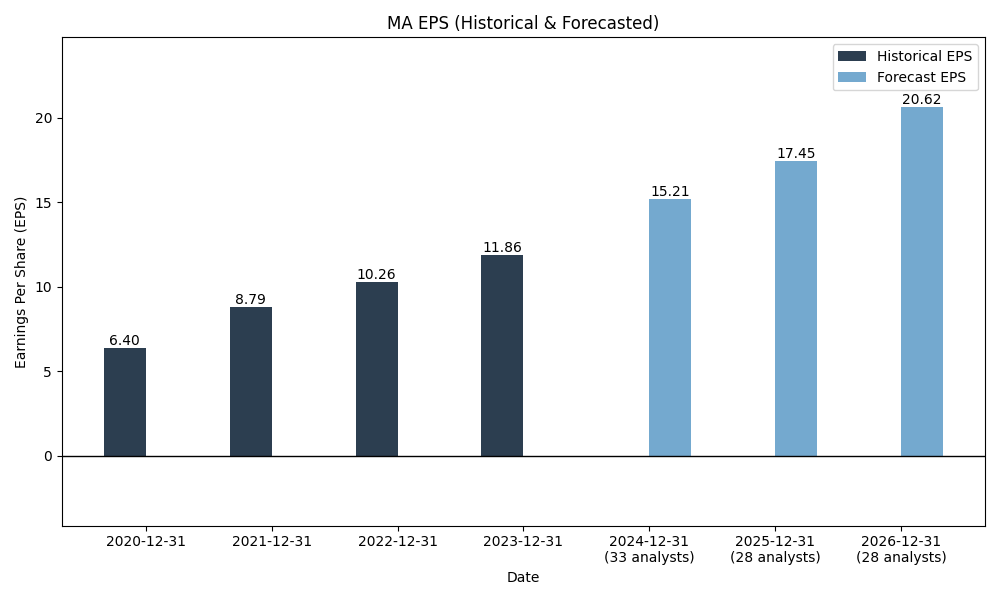 MA EPS (Historical & Forecasted)
Historical EPS
Forecast EPS
Earnings Per Share (EPS)
20
15
10
5
0
6.40
8.79
10.26
11.86
15.21
17.45
20.62
2020-12-31
2021-12-31
2022-12-31
2023-12-31
2024-12-31
(33 analysts)
2025-12-31
(28 analysts)
2026-12-31
(28 analysts)
Date